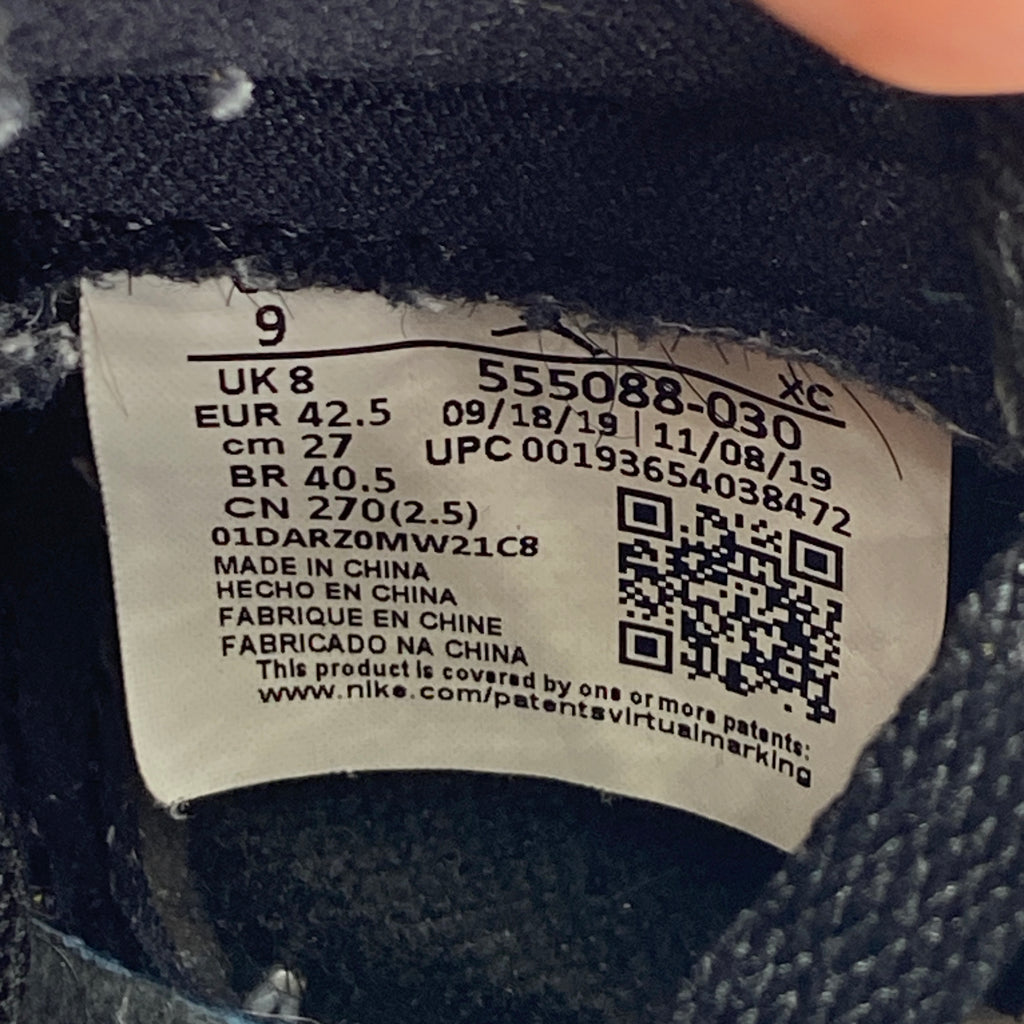 9
XC
UK 8
555088-030
EUR 42.5
09/18/19 | 11/08/19
cm 27
UPC 00193654038472
BR 40.5
CN 270(2.5)
01DARZ0MW21C8
MADE IN CHINA
HECHO EN CHINA
FABRIQUE EN CHINE
FABRICADO NA CHINA
This product is covered by one or more patents:
www.nike.com/patentsvirtualmarking